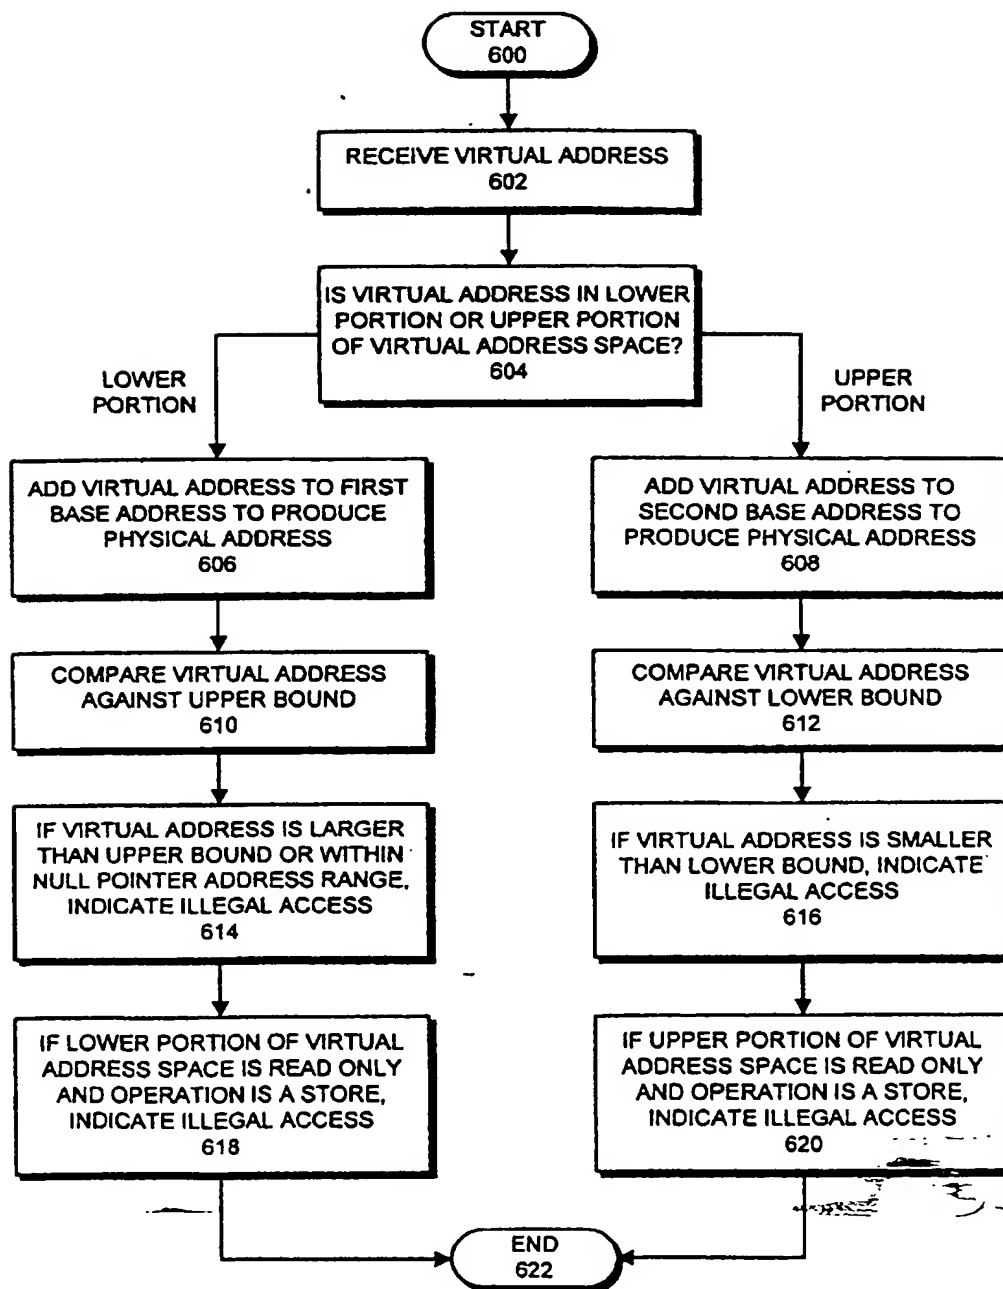 START
600
RECEIVE VIRTUAL ADDRESS
602
IS VIRTUAL ADDRESS IN LOWER
PORTION OR UPPER PORTION
OF VIRTUAL ADDRESS SPACE?
604
LOWER
PORTION
UPPER
PORTION
ADD VIRTUAL ADDRESS TO FIRST
BASE ADDRESS TO PRODUCE
PHYSICAL ADDRESS
606
ADD VIRTUAL ADDRESS TO
SECOND BASE ADDRESS TO
PRODUCE PHYSICAL ADDRESS
608
COMPARE VIRTUAL ADDRESS
AGAINST UPPER BOUND
610
COMPARE VIRTUAL ADDRESS
AGAINST LOWER BOUND
612
IF VIRTUAL ADDRESS IS LARGER
THAN UPPER BOUND OR WITHIN
NULL POINTER ADDRESS RANGE,
INDICATE ILLEGAL ACCESS
614
IF VIRTUAL ADDRESS IS SMALLER
THAN LOWER BOUND, INDICATE
ILLEGAL ACCESS
616
IF LOWER PORTION OF VIRTUAL
ADDRESS SPACE IS READ ONLY
AND OPERATION IS A STORE,
INDICATE ILLEGAL ACCESS
618
IF UPPER PORTION OF VIRTUAL
ADDRESS SPACE IS READ ONLY
AND OPERATION IS A STORE,
INDICATE ILLEGAL ACCESS
620
END
622